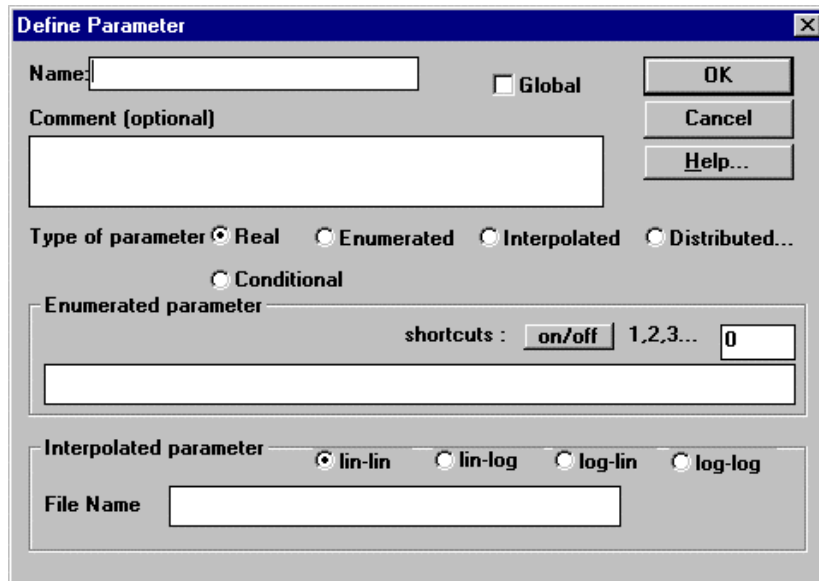 Define Parameter
Name:
Global
OK
Comment (optional)
Cancel
Help...
Type of parameter Real Enumerated Interpolated Distributed...
Conditional
Enumerated parameter
shortcuts : on/off 1,2,3... 0
Interpolated parameter lin-lin lin-log log-lin log-log
File Name